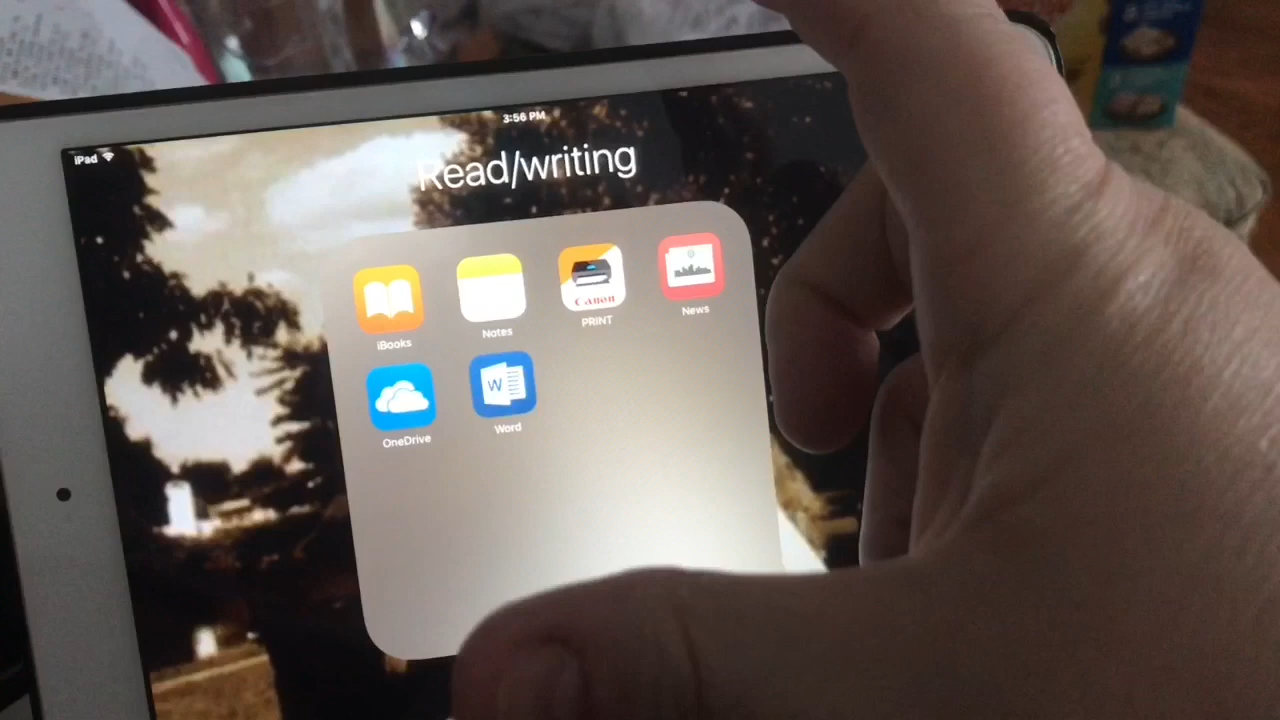 3:56 PM
iPad
Read/writing
iBooks
Notes
Canon
PRINT
News
OneDrive
W
Word